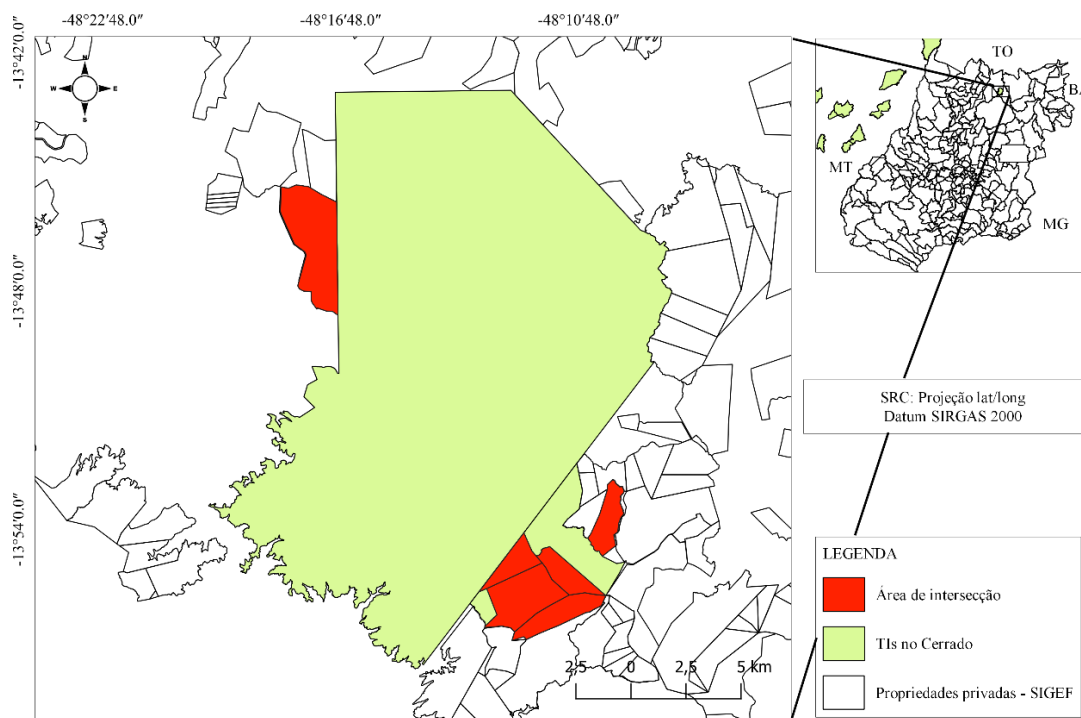 -48°22'48.0"
-48°16'48.0"
-48°10'48.0"
-13°42'0.0"
-13°48'0.0"
-13°54'0.0"
N
W
E
S
TO
BA
MT
MG
SRC: Projeção lat/long
Datum SIRGAS 2000
LEGENDA
Área de intersecção
TIs no Cerrado
Propriedades privadas - SIGEF
2,5 0 2,5 5 km